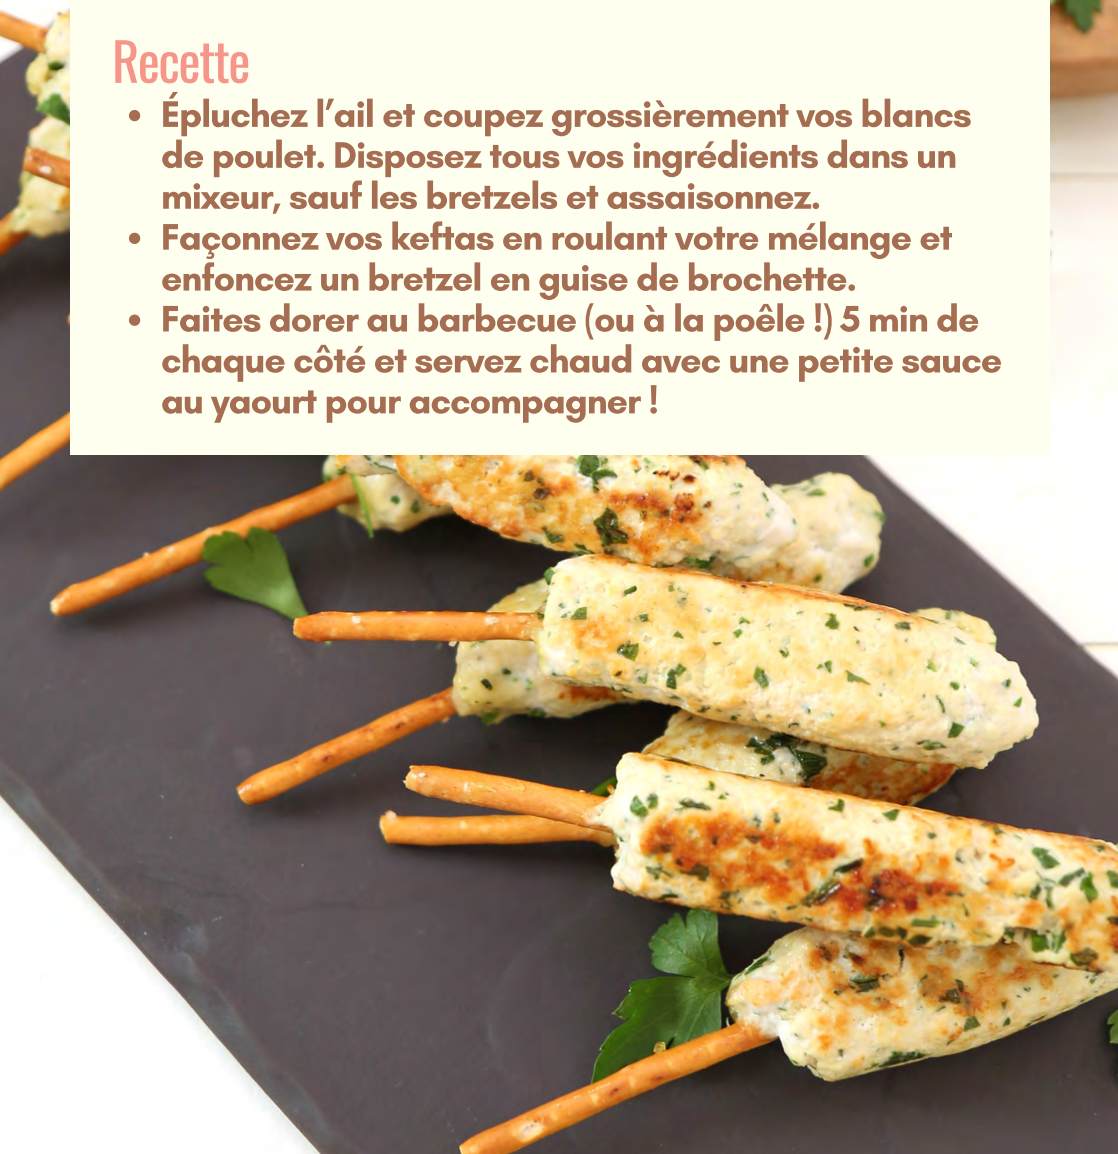 Recette
• Épluchez l’ail et coupez grossièrement vos blancs
de poulet. Disposez tous vos ingrédients dans un
mixeur, sauf les bretzels et assaisonnez.
• Façonnez vos keftas en roulant votre mélange et
enfoncez un bretzel en guise de brochette.
• Faites dorer au barbecue (ou à la poêle !) 5 min de
chaque côté et servez chaud avec une petite sauce
au yaourt pour accompagner !